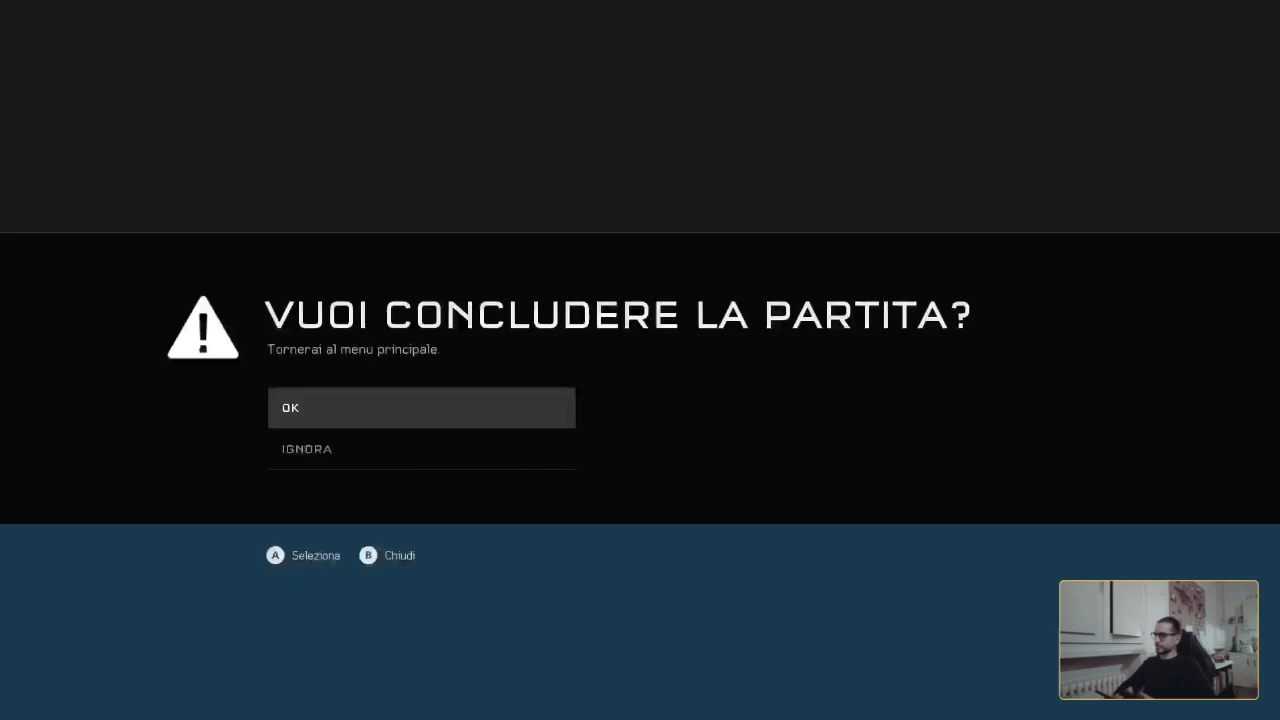 VUOI CONCLUDERE LA PARTITA?
Tornerai al menu principale.
OK
IGNORA
A Seleziona B Chiudi